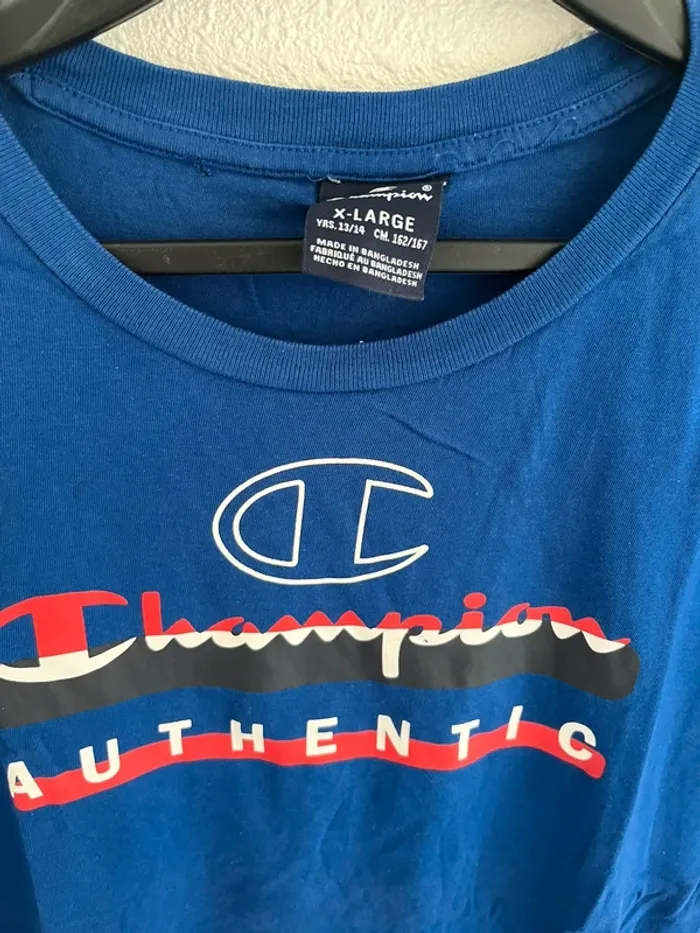 Champion®
X-LARGE
YRS. 13/14 CM. 162/167
MADE IN BANGLADESH
FABRIQUÉ AU BANGLADESH
HECHO EN BANGLADESH
C
Champion
AUTHENTIC